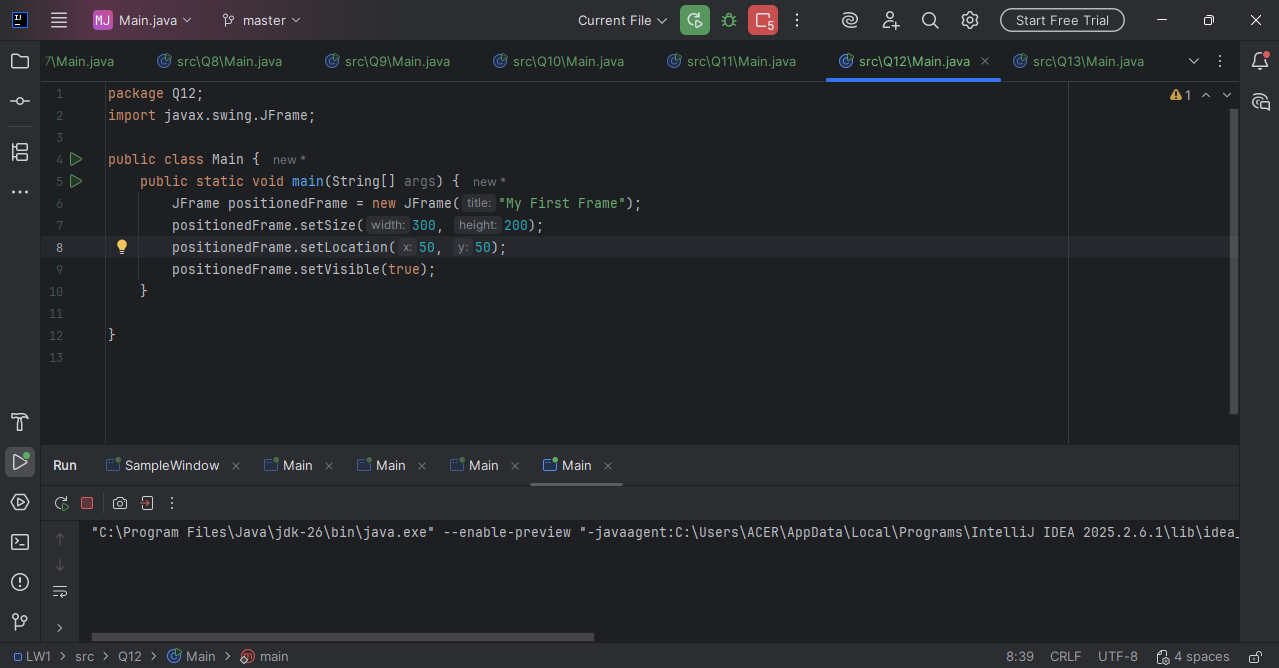 IJ MJ Main.java master Current File 5 Start Free Trial
7\Main.java src\Q8\Main.java src\Q9\Main.java src\Q10\Main.java src\Q11\Main.java src\Q12\Main.java src\Q13\Main.java
1 package Q12; 1
2 import javax.swing.JFrame;
3
4 public class Main { new *
5 public static void main(String[] args) { new *
6 JFrame positionedFrame = new JFrame( title: "My First Frame");
7 positionedFrame.setSize( width: 300, height: 200);
8 positionedFrame.setLocation( x: 50, y: 50);
9 positionedFrame.setVisible(true);
10 }
11
12 }
13
Run SampleWindow Main Main Main Main
"C:\Program Files\Java\jdk-26\bin\java.exe" --enable-preview "-javaagent:C:\Users\ACER\AppData\Local\Programs\IntelliJ IDEA 2025.2.6.1\lib\idea_
LW1 src Q12 Main main 8:39 CRLF UTF-8 4 spaces